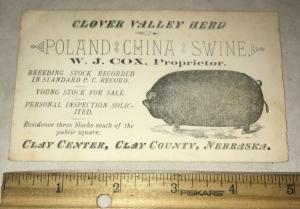 CLOVER VALLEY HERD
OF
POLAND CHINA SWINE,
W. J. COX, Proprietor.
BREEDING STOCK RECORDED
IN STANDARD P. C. RECORD.
YOUNG STOCK FOR SALE.
PERSONAL INSPECTION SOLIC-
ITED.
Residence three blocks south of the
public square.
CLAY CENTER, CLAY COUNTY, NEBRASKA.
1 2 3 4 5
FISKARS